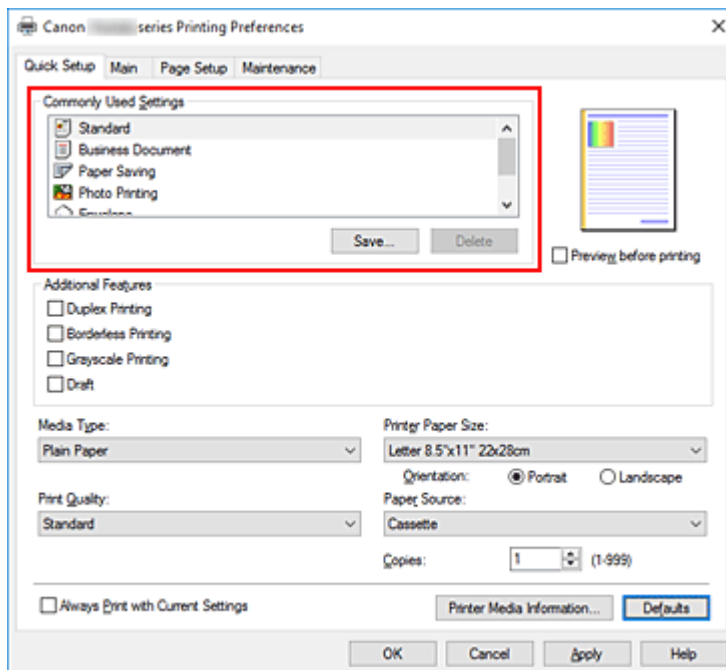 Canon series Printing Preferences
Quick Setup Main Page Setup Maintenance
Commonly Used Settings
Standard
Business Document
Paper Saving
Photo Printing
Envelope
Save... Delete
Preview before printing
Additional Features
Duplex Printing
Borderless Printing
Grayscale Printing
Draft
Media Type: Printer Paper Size:
Plain Paper Letter 8.5"x11" 22x28cm
Orientation: Portrait Landscape
Print Quality: Paper Source:
Standard Cassette
Copies: 1 (1-999)
Always Print with Current Settings Printer Media Information... Defaults
OK Cancel Apply Help